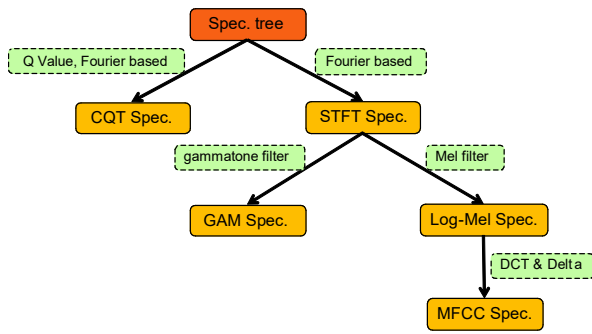 Spec. tree
Q Value, Fourier based
Fourier based
CQT Spec.
STFT Spec.
gammatone filter
Mel filter
GAM Spec.
Log-Mel Spec.
DCT & Delta
MFCC Spec.